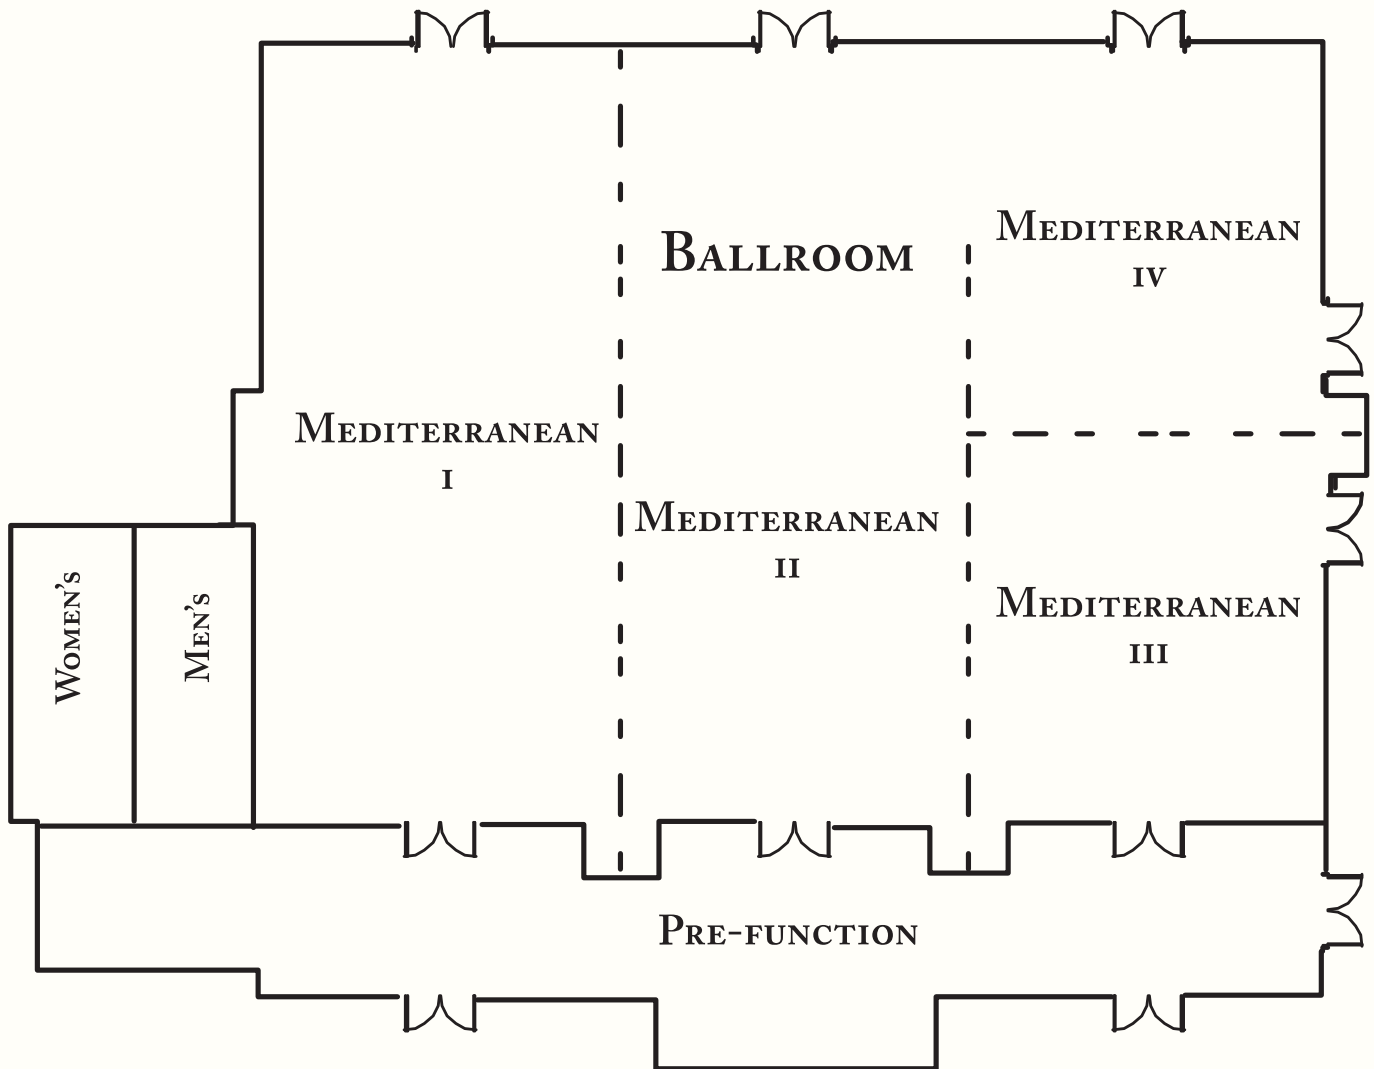 Ballroom
Mediterranean
IV
Mediterranean
I
Mediterranean
II
Mediterranean
III
Women's
Men's
Pre-function